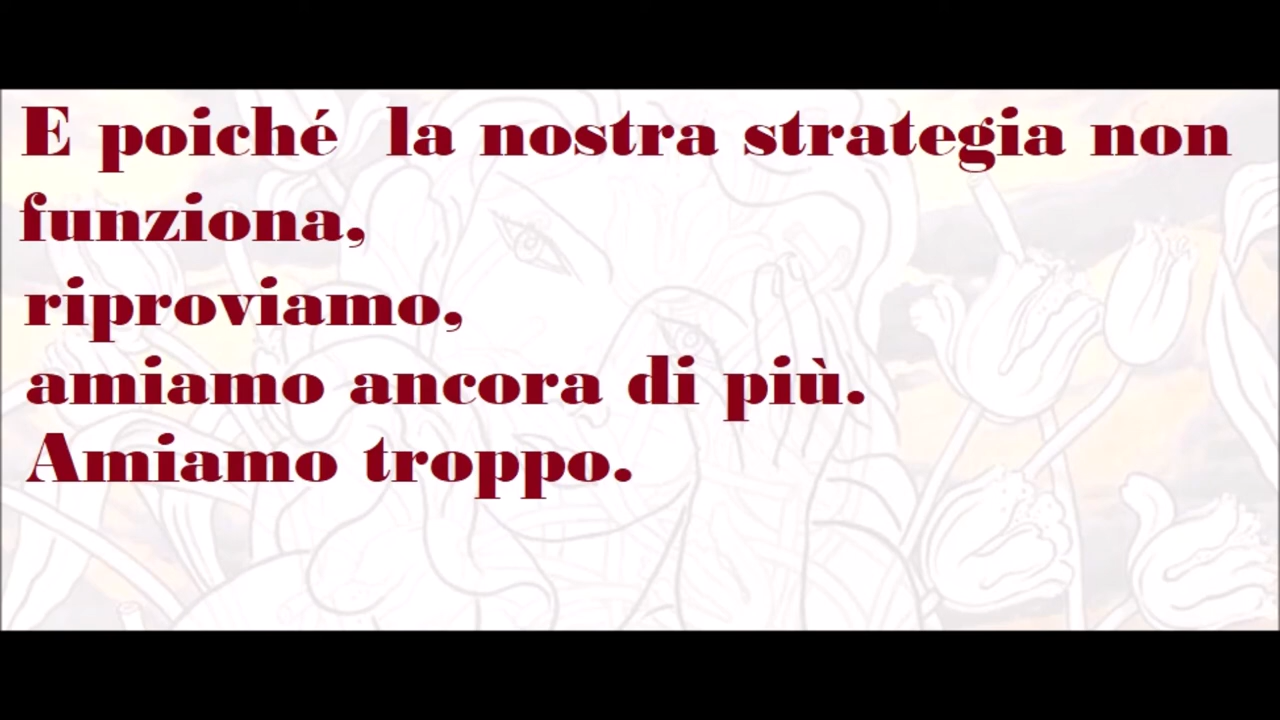 E poiché la nostra strategia non
funziona,
riproviamo,
amiamo ancora di più.
Amiamo troppo.